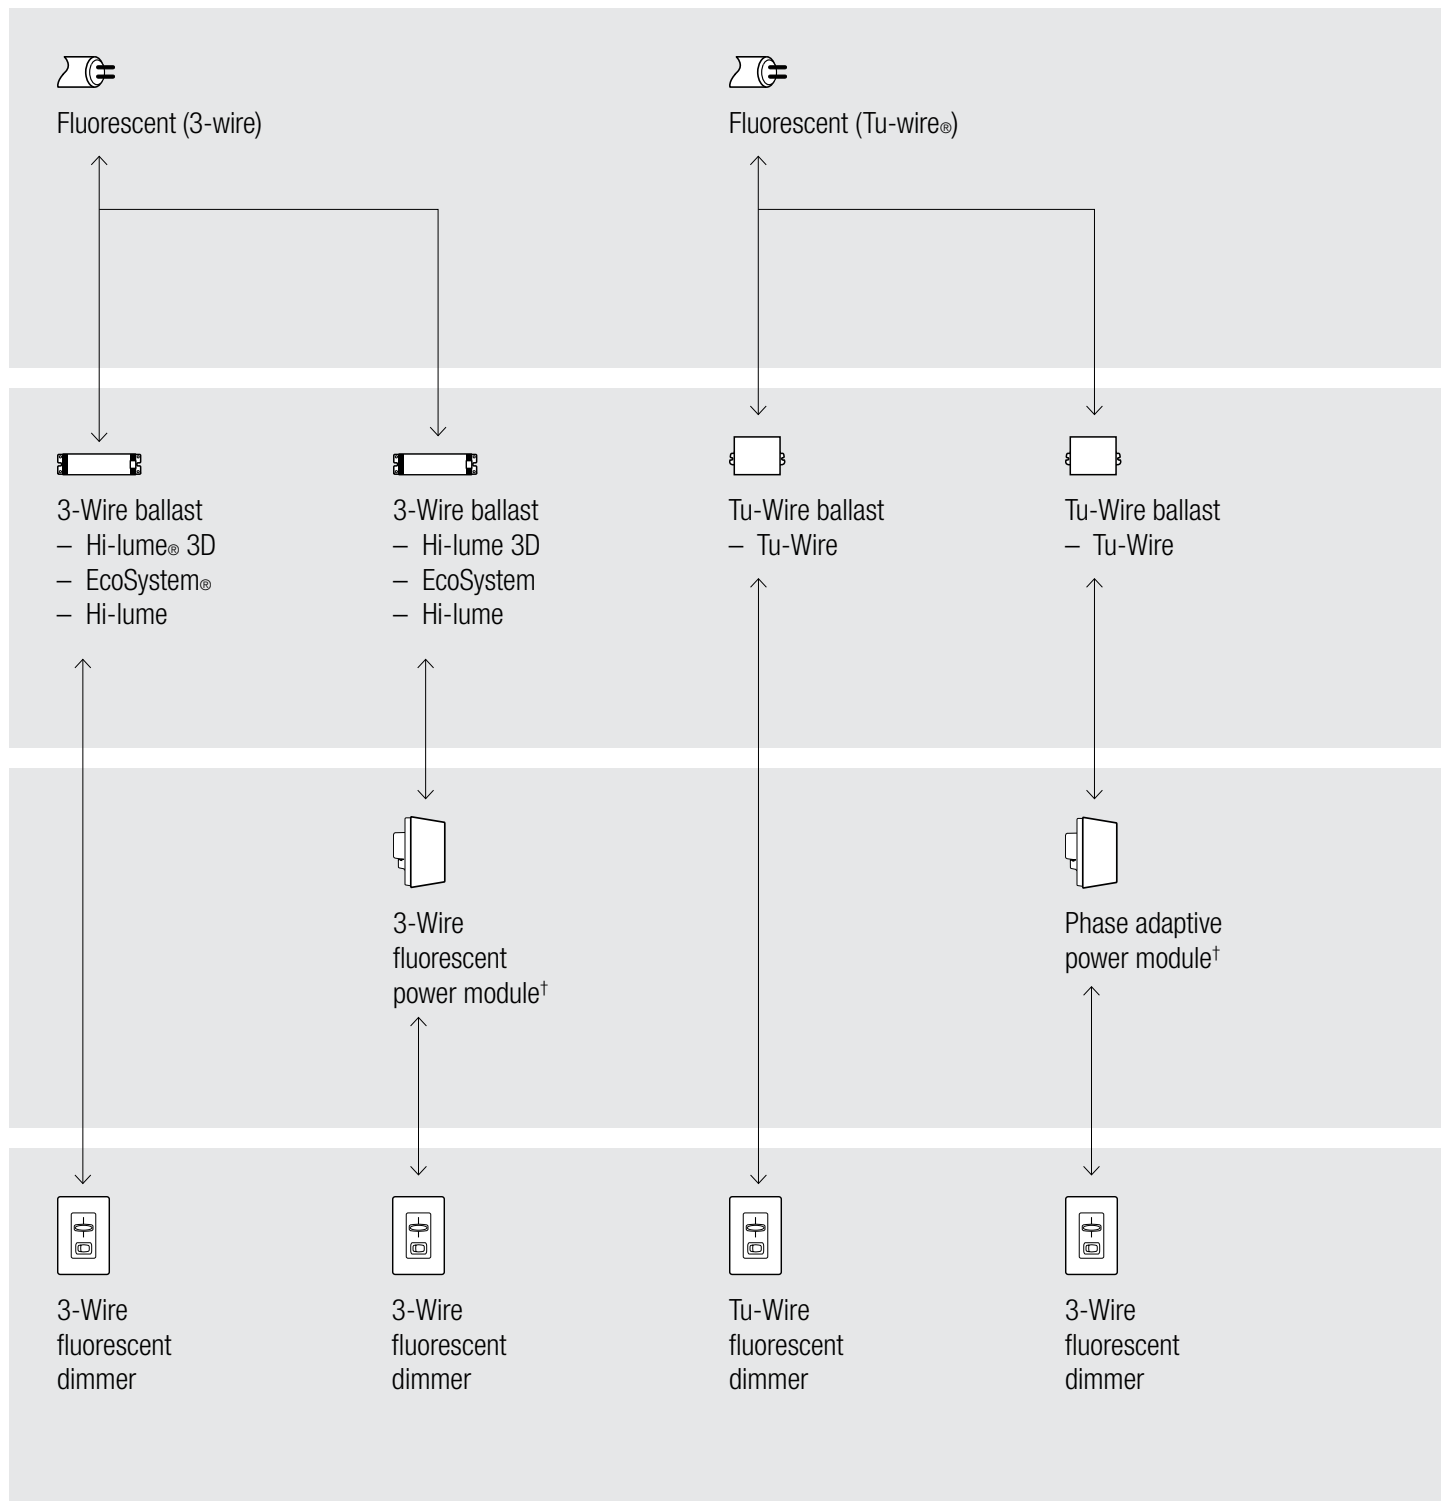 Fluorescent (3-wire)
Fluorescent (Tu-wire®)
3-Wire ballast
– Hi-lume® 3D
– EcoSystem®
– Hi-lume
3-Wire ballast
– Hi-lume 3D
– EcoSystem
– Hi-lume
Tu-Wire ballast
– Tu-Wire
Tu-Wire ballast
– Tu-Wire
3-Wire
fluorescent
power module†
Phase adaptive
power module†
3-Wire
fluorescent
dimmer
3-Wire
fluorescent
dimmer
Tu-Wire
fluorescent
dimmer
3-Wire
fluorescent
dimmer